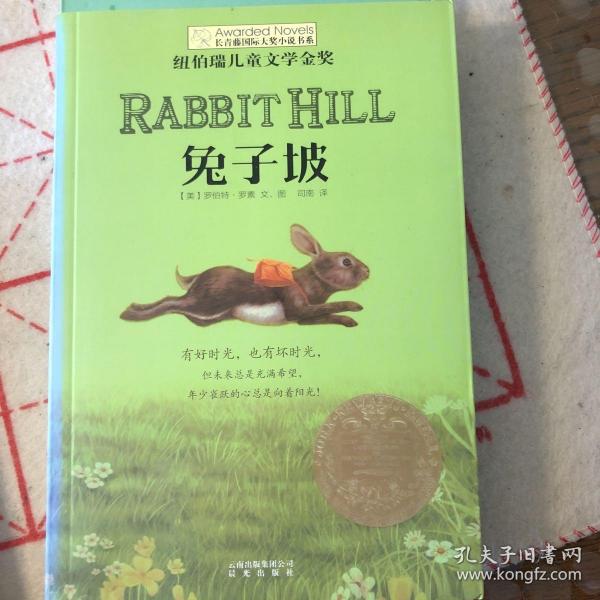 Awarded Novels
长青藤国际大奖小说书系
纽伯瑞儿童文学金奖
RABBIT HILL
兔子坡
【美】罗伯特·罗素 文、图 司南 译
有好时光，也有坏时光，
但未来总是充满希望，
年少雀跃的心总是向着阳光！
云南出版集团公司
晨光出版社
孔夫子旧书网
www.kongfz.com